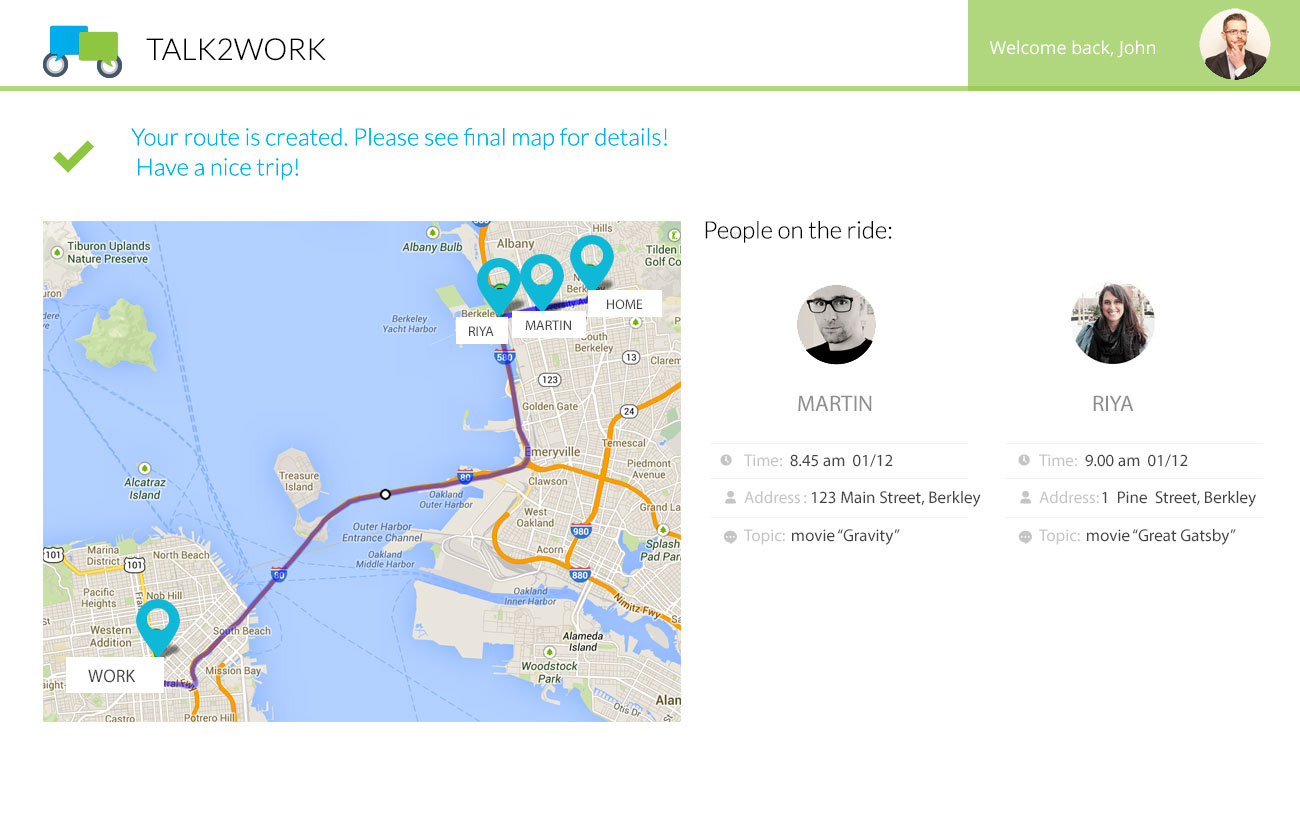 TALK2WORK
Welcome back, John
Your route is created. Please see final map for details!
Have a nice trip!
People on the ride:
Tiburon Uplands
Nature Preserve
Albany Bulb
Albany
Hills
Tilden
Golf Co
HOME
MARTIN
RIYA
Berkeley
Yacht Harbor
South
Berkeley
580
13
Clarem
123
Golden Gate
24
Temescal
Emeryville
Piedmont
Avenue
80
Clawson
Treasure
Island
Alcatraz
Island
Oakland
Outer Harbor
West
Oakland
Grand La
Outer Harbor
Entrance Channel
980
Splash
Pad Par
Oakland
Middle Harbor
Acorn
880
101
Marina
District
North Beach
101
Pacific
Heights
Nob Hill
Oakland
Inner Harbor
Nimitz Fwy
Western
Addition
South Beach
Alameda
Island
Woodstock
Park
WORK
Mission Bay
Alan
Otis Dr
Castro
Potrero Hill
MARTIN
Time: 8.45 am 01/12
Address : 123 Main Street, Berkley
Topic: movie “Gravity”
RIYA
Time: 9.00 am 01/12
Address: 1 Pine Street, Berkley
Topic: movie “Great Gatsby”